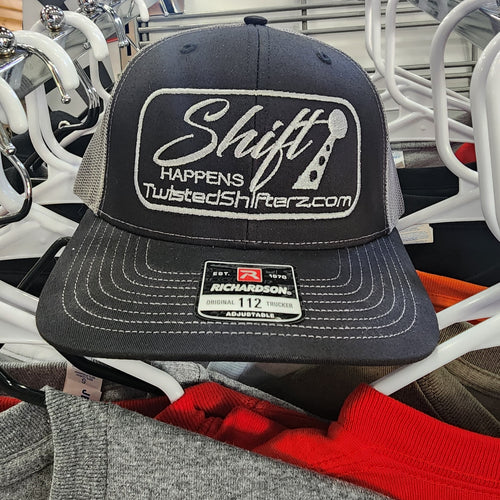 Shift
HAPPENS
TwistedShifterz.com
EST. R 1970
RICHARDSON
ORIGINAL 112 TRUCKER
ADJUSTABLE